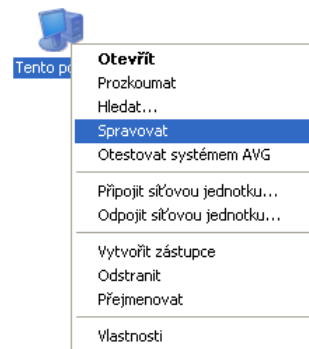 Tento po
Otevřít
Prozkoumat
Hledat...
Spravovat
Otestovat systémem AVG
Připojit síťovou jednotku...
Odpojit síťovou jednotku...
Vytvořit zástupce
Odstranit
Přejmenovat
Vlastnosti